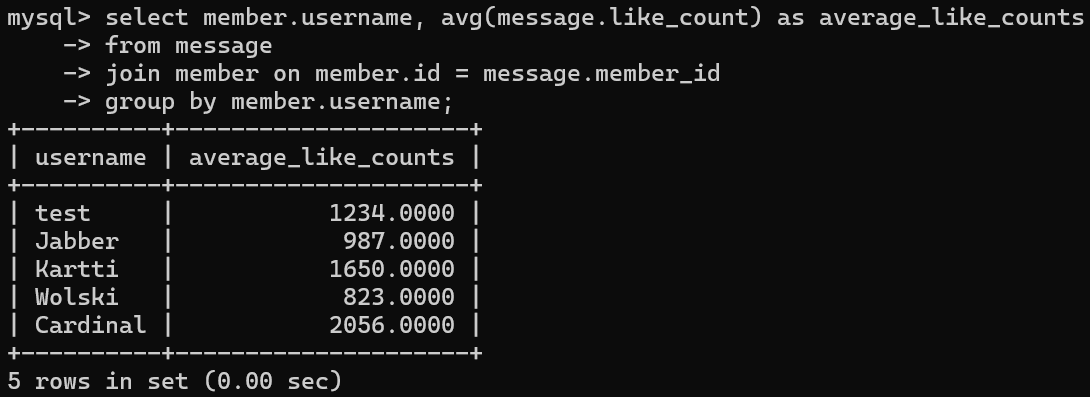 mysql> select member.username, avg(message.like_count) as average_like_counts
    -> from message
    -> join member on member.id = message.member_id
    -> group by member.username;
+----------+---------------------+
| username | average_like_counts |
+----------+---------------------+
| test     |           1234.0000 |
| Jabber   |            987.0000 |
| Kartti   |           1650.0000 |
| Wolski   |            823.0000 |
| Cardinal |           2056.0000 |
+----------+---------------------+
5 rows in set (0.00 sec)